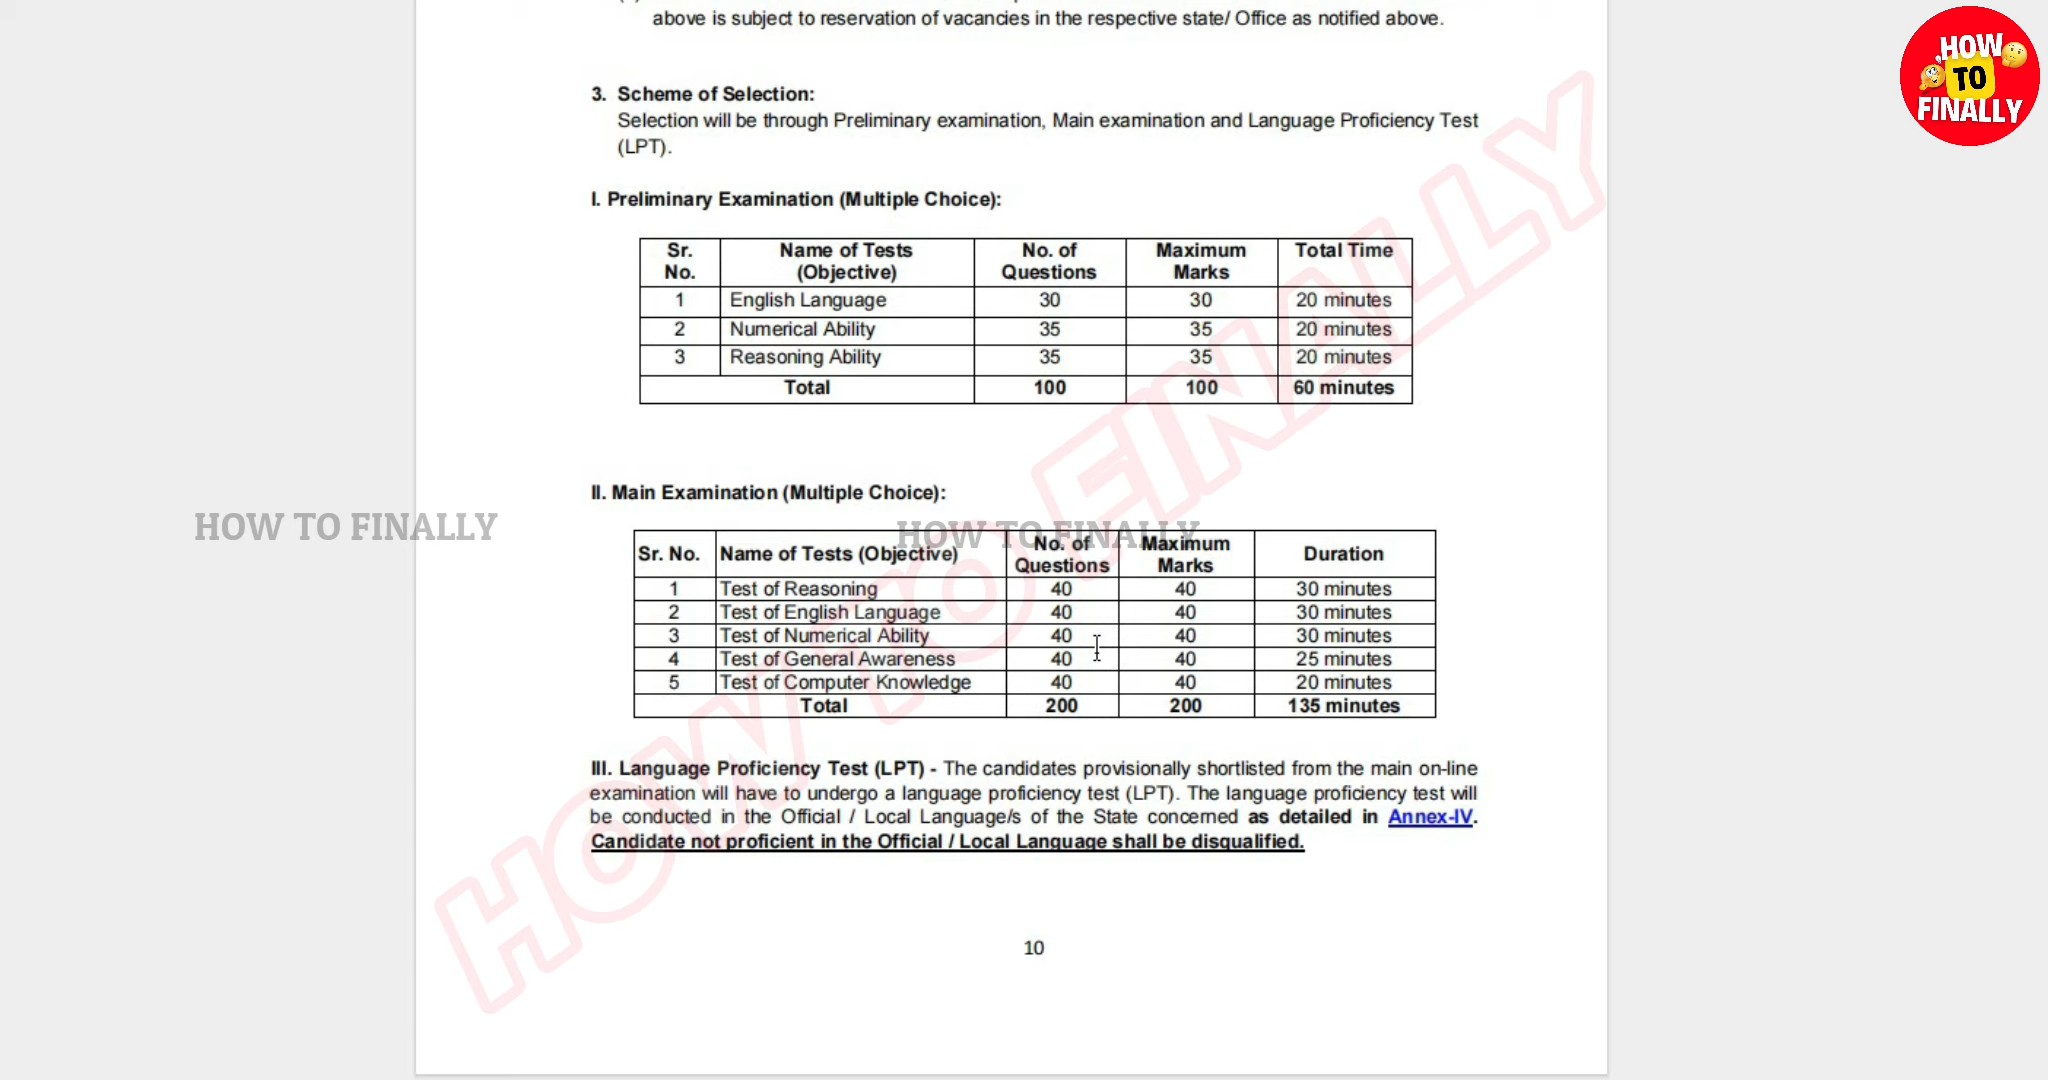 above is subject to reservation of vacancies in the respective state/ Office as notified above.
HOW
TO
FINALLY
3. Scheme of Selection:
Selection will be through Preliminary examination, Main examination and Language Proficiency Test
(LPT).
I. Preliminary Examination (Multiple Choice):
Sr. No. Name of Tests (Objective) No. of Questions Maximum Marks Total Time
1 English Language 30 30 20 minutes
2 Numerical Ability 35 35 20 minutes
3 Reasoning Ability 35 35 20 minutes
Total 100 100 60 minutes
II. Main Examination (Multiple Choice):
HOW TO FINALLY
HOW TO FINALLY
Sr. No. Name of Tests (Objective) No. of Questions Maximum Marks Duration
1 Test of Reasoning 40 40 30 minutes
2 Test of English Language 40 40 30 minutes
3 Test of Numerical Ability 40 40 30 minutes
4 Test of General Awareness 40 40 25 minutes
5 Test of Computer Knowledge 40 40 20 minutes
Total 200 200 135 minutes
HOW TO FINALLY
III. Language Proficiency Test (LPT) - The candidates provisionally shortlisted from the main on-line
examination will have to undergo a language proficiency test (LPT). The language proficiency test will
be conducted in the Official / Local Language/s of the State concerned as detailed in Annex-IV.
Candidate not proficient in the Official / Local Language shall be disqualified.
10